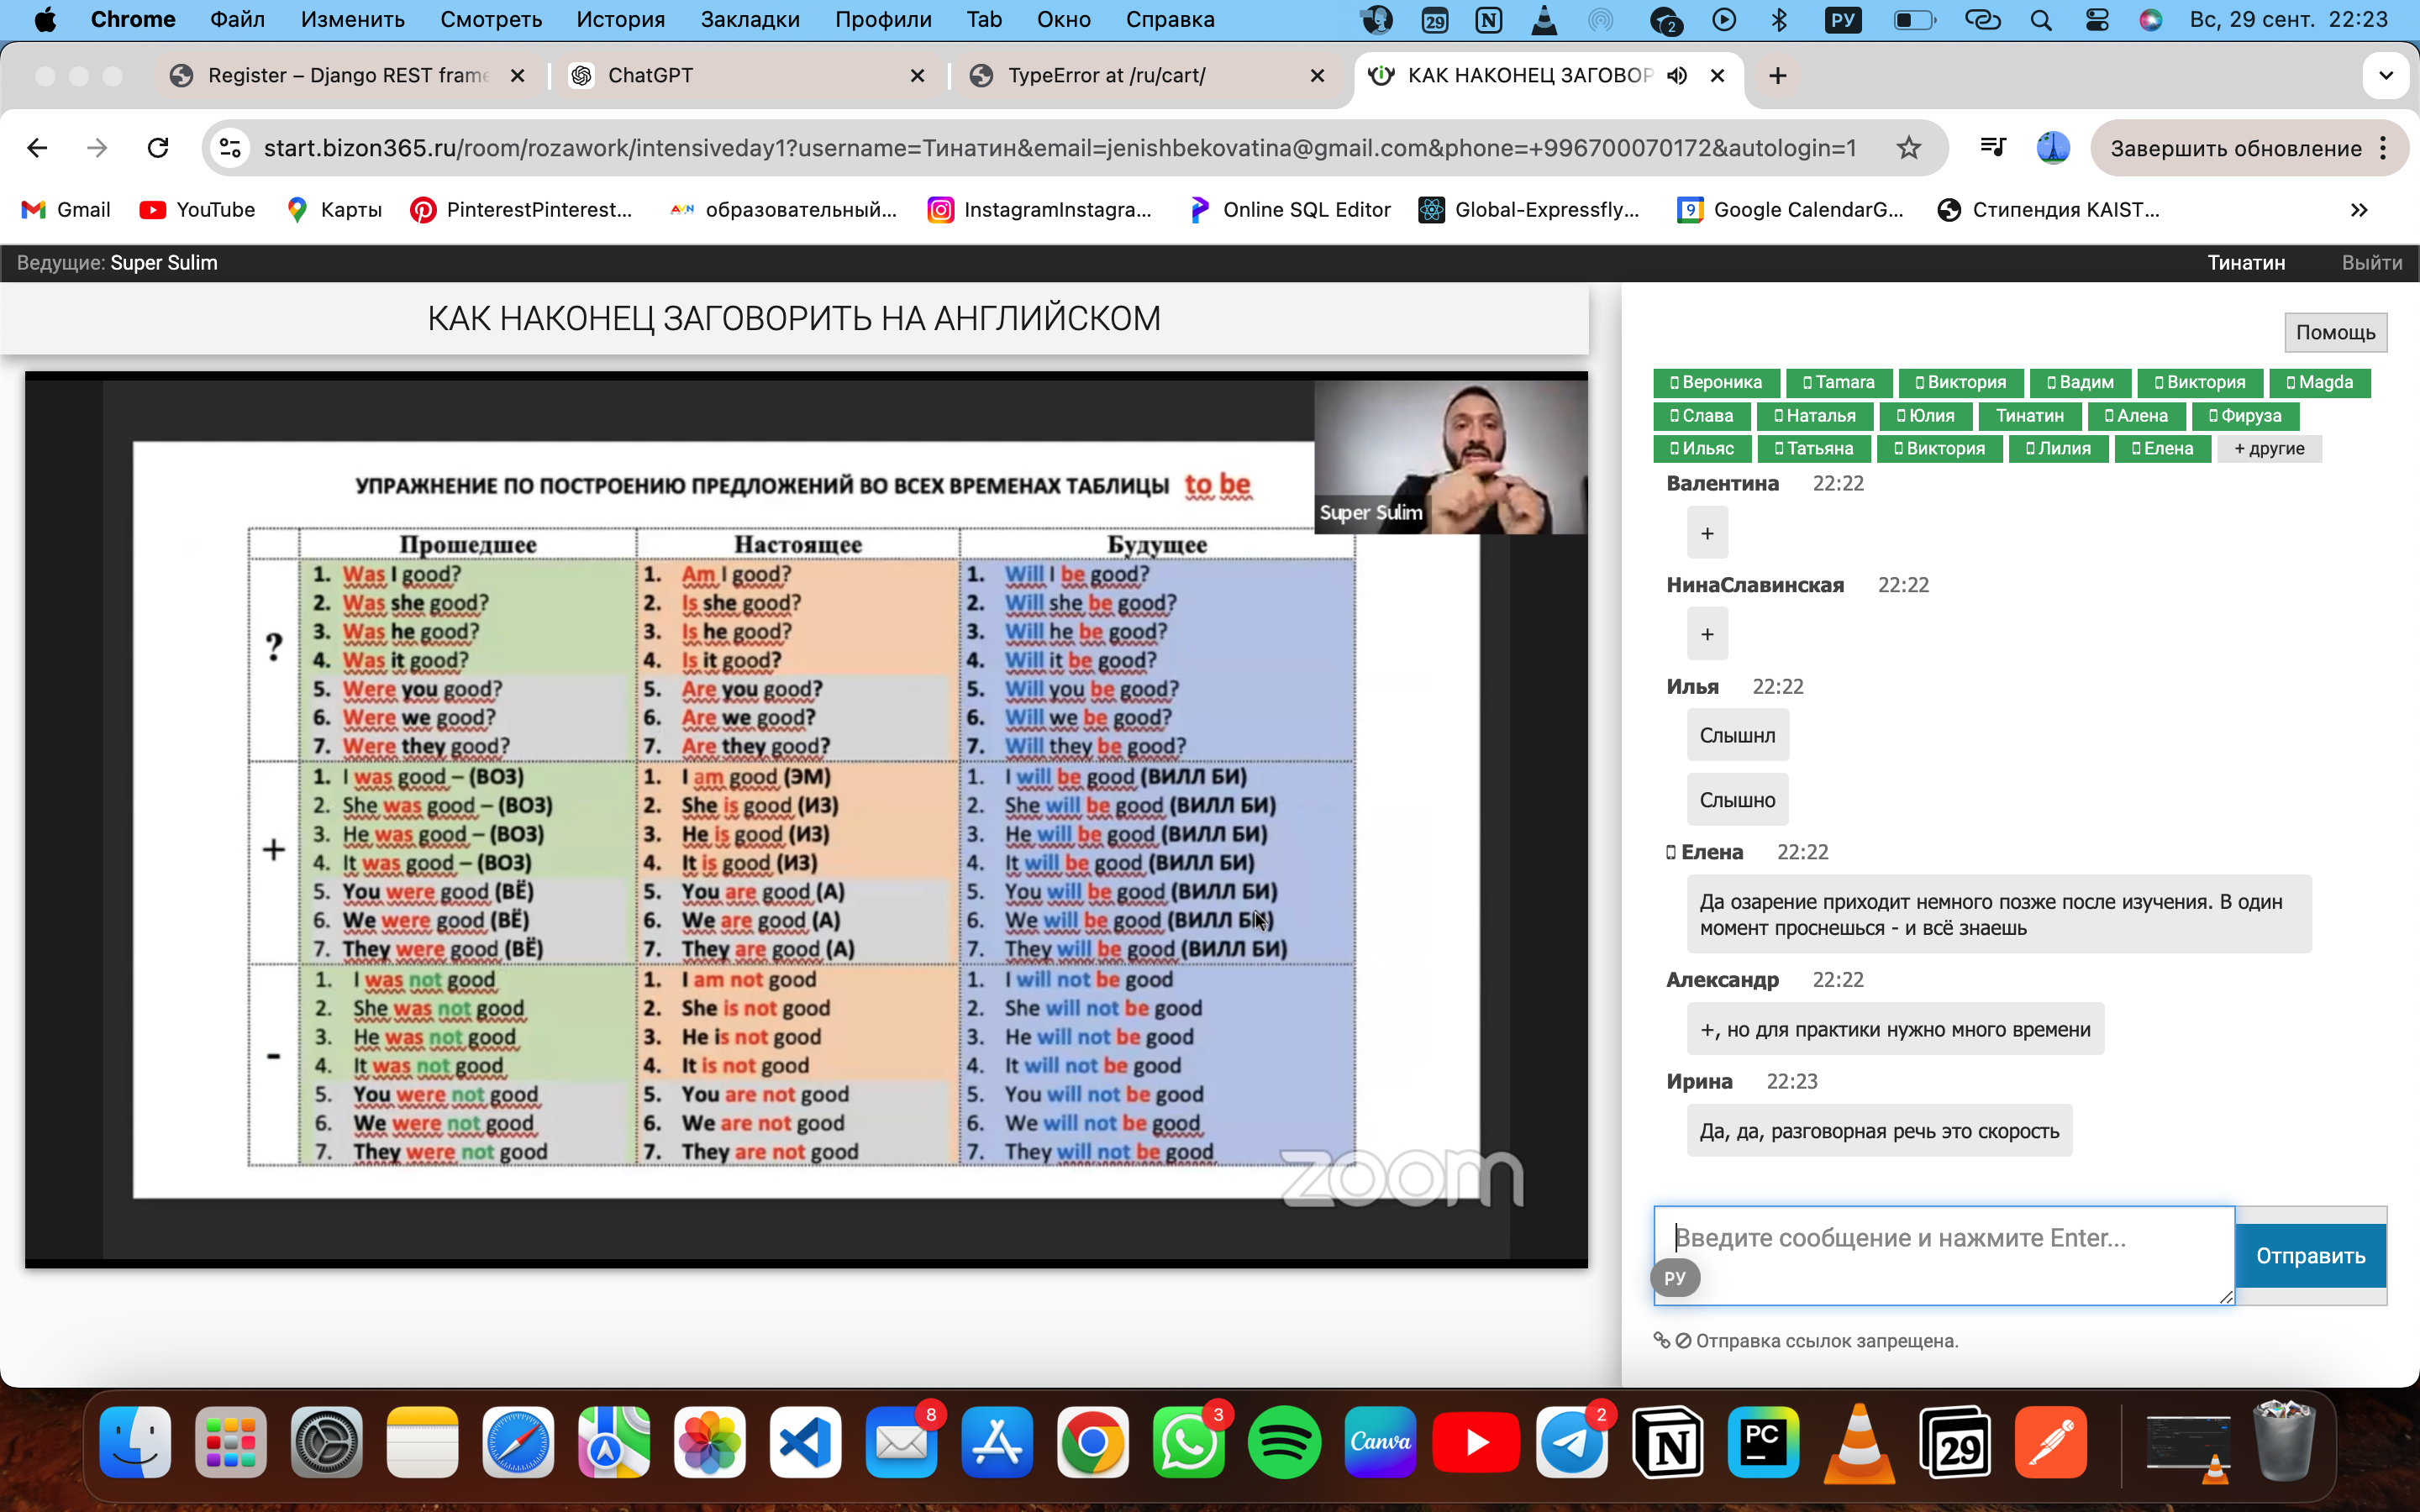 Chrome Файл Изменить Смотреть История Закладки Профили Tab Окно Справка 29 2 РУ Вс, 29 сент. 22:23
Register – Django REST frame ChatGPT TypeError at /ru/cart/ КАК НАКОНЕЦ ЗАГОВОР
start.bizon365.ru/room/rozawork/intensiveday1?username=Тинатин&email=jenishbekovatina@gmail.com&phone=+996700070172&autologin=1 Завершить обновление
Gmail YouTube Карты PinterestPinterest... образовательный... InstagramInstagra... Online SQL Editor Global-Expressfly... 9 Google CalendarG... Стипендия KAIST...
Ведущие: Super Sulim Тинатин Выйти
КАК НАКОНЕЦ ЗАГОВОРИТЬ НА АНГЛИЙСКОМ
УПРАЖНЕНИЕ ПО ПОСТРОЕНИЮ ПРЕДЛОЖЕНИЙ ВО ВСЕХ ВРЕМЕНАХ ТАБЛИЦЫ to be
Super Sulim
Прошедшее Настоящее Будущее
?
1. Was I good? 1. Am I good? 1. Will I be good?
2. Was she good? 2. Is she good? 2. Will she be good?
3. Was he good? 3. Is he good? 3. Will he be good?
4. Was it good? 4. Is it good? 4. Will it be good?
5. Were you good? 5. Are you good? 5. Will you be good?
6. Were we good? 6. Are we good? 6. Will we be good?
7. Were they good? 7. Are they good? 7. Will they be good?
+
1. I was good – (ВОЗ) 1. I am good (ЭМ) 1. I will be good (ВИЛЛ БИ)
2. She was good – (ВОЗ) 2. She is good (ИЗ) 2. She will be good (ВИЛЛ БИ)
3. He was good – (ВОЗ) 3. He is good (ИЗ) 3. He will be good (ВИЛЛ БИ)
4. It was good – (ВОЗ) 4. It is good (ИЗ) 4. It will be good (ВИЛЛ БИ)
5. You were good (ВЁ) 5. You are good (А) 5. You will be good (ВИЛЛ БИ)
6. We were good (ВЁ) 6. We are good (А) 6. We will be good (ВИЛЛ БИ)
7. They were good (ВЁ) 7. They are good (А) 7. They will be good (ВИЛЛ БИ)
-
1. I was not good 1. I am not good 1. I will not be good
2. She was not good 2. She is not good 2. She will not be good
3. He was not good 3. He is not good 3. He will not be good
4. It was not good 4. It is not good 4. It will not be good
5. You were not good 5. You are not good 5. You will not be good
6. We were not good 6. We are not good 6. We will not be good
7. They were not good 7. They are not good 7. They will not be good
zoom
Помощь
Вероника Tamara Виктория Вадим Виктория Magda
Слава Наталья Юлия Тинатин Алена Фируза
Ильяс Татьяна Виктория Лилия Елена + другие
Валентина 22:22
+
НинаСлавинская 22:22
+
Илья 22:22
Слышнл
Слышно
Елена 22:22
Да озарение приходит немного позже после изучения. В один
момент проснешься - и всё знаешь
Александр 22:22
+, но для практики нужно много времени
Ирина 22:23
Да, да, разговорная речь это скорость
Введите сообщение и нажмите Enter...
РУ
Отправить
Отправка ссылок запрещена.
8 3 Canva 2 PC 29